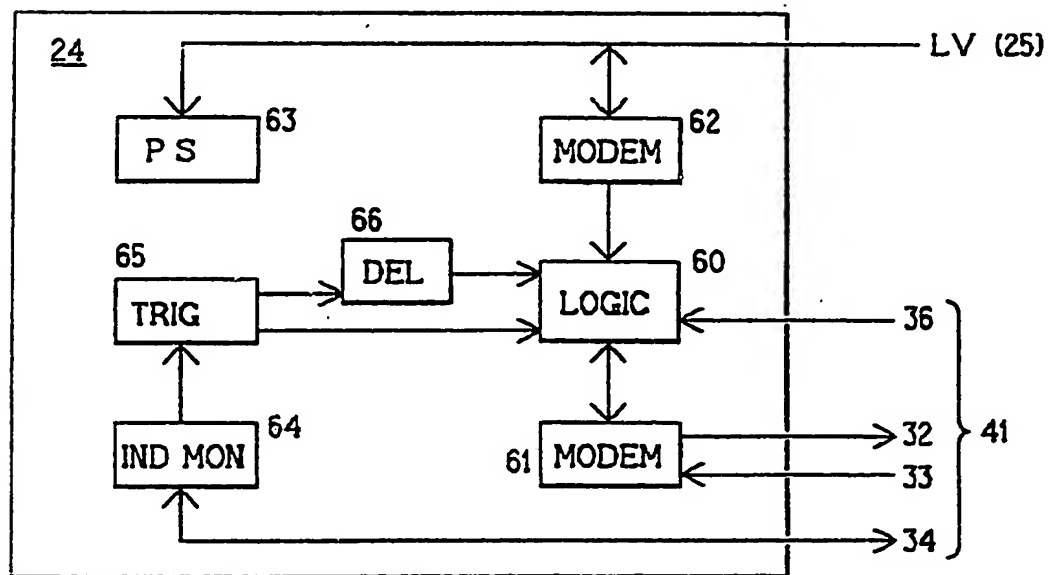 24
LV (25)
63
P S
62
MODEM
66
DEL
65
TRIG
60
LOGIC
36
64
IND MON
61
MODEM
32
33
34
41